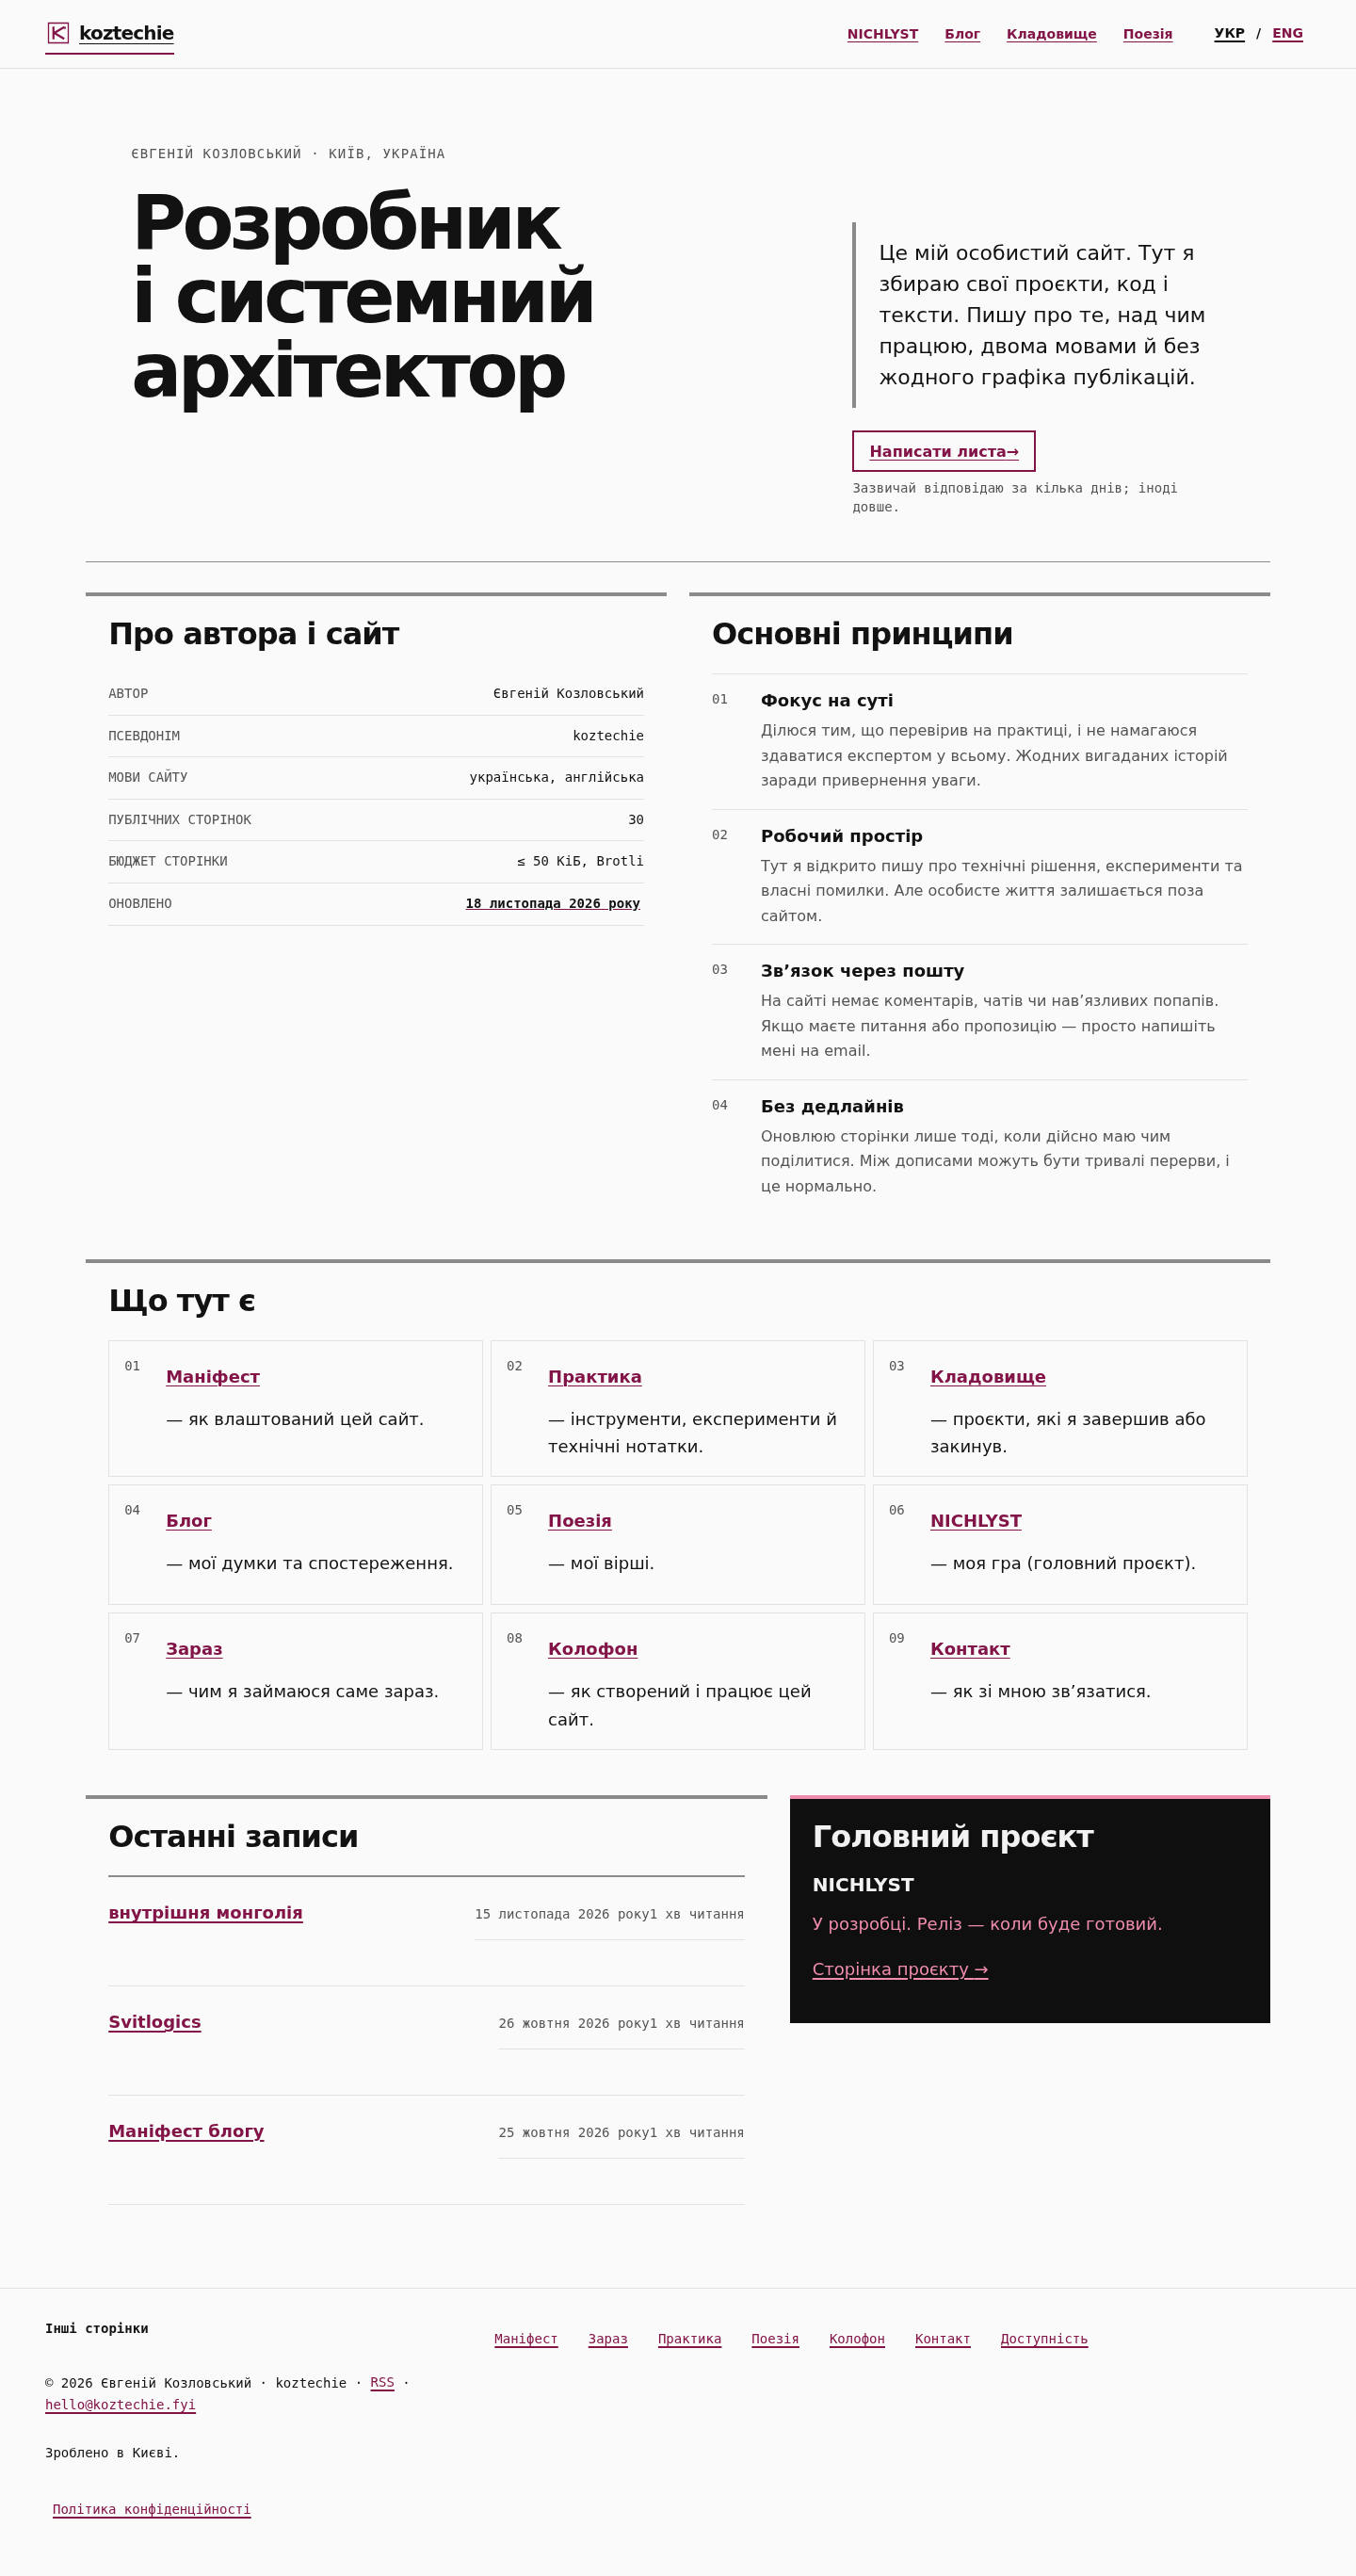 koztechie
NICHLYST Блог Кладовище Поезія УКР / ENG
ЄВГЕНІЙ КОЗЛОВСЬКИЙ · КИЇВ, УКРАЇНА
Розробник
і системний
архітектор
Це мій особистий сайт. Тут я
збираю свої проєкти, код і
тексти. Пишу про те, над чим
працюю, двома мовами й без
жодного графіка публікацій.
Написати листа→
Зазвичай відповідаю за кілька днів; іноді
довше.
Про автора і сайт
АВТОР Євгеній Козловський
ПСЕВДОНІМ koztechie
МОВИ САЙТУ українська, англійська
ПУБЛІЧНИХ СТОРІНОК 30
БЮДЖЕТ СТОРІНКИ ≤ 50 КіБ, Brotli
ОНОВЛЕНО 18 листопада 2026 року
Основні принципи
01 Фокус на суті
Ділюся тим, що перевірив на практиці, і не намагаюся
здаватися експертом у всьому. Жодних вигаданих історій
заради привернення уваги.
02 Робочий простір
Тут я відкрито пишу про технічні рішення, експерименти та
власні помилки. Але особисте життя залишається поза
сайтом.
03 Зв’язок через пошту
На сайті немає коментарів, чатів чи нав’язливих попапів.
Якщо маєте питання або пропозицію — просто напишіть
мені на email.
04 Без дедлайнів
Оновлюю сторінки лише тоді, коли дійсно маю чим
поділитися. Між дописами можуть бути тривалі перерви, і
це нормально.
Що тут є
01 Маніфест
— як влаштований цей сайт.
02 Практика
— інструменти, експерименти й
технічні нотатки.
03 Кладовище
— проєкти, які я завершив або
закинув.
04 Блог
— мої думки та спостереження.
05 Поезія
— мої вірші.
06 NICHLYST
— моя гра (головний проєкт).
07 Зараз
— чим я займаюся саме зараз.
08 Колофон
— як створений і працює цей
сайт.
09 Контакт
— як зі мною зв’язатися.
Останні записи
внутрішня монголія 15 листопада 2026 року1 хв читання
Svitlogics 26 жовтня 2026 року1 хв читання
Маніфест блогу 25 жовтня 2026 року1 хв читання
Головний проєкт
NICHLYST
У розробці. Реліз — коли буде готовий.
Сторінка проєкту →
Інші сторінки
Маніфест Зараз Практика Поезія Колофон Контакт Доступність
© 2026 Євгеній Козловський · koztechie · RSS ·
hello@koztechie.fyi
Зроблено в Києві.
Політика конфіденційності